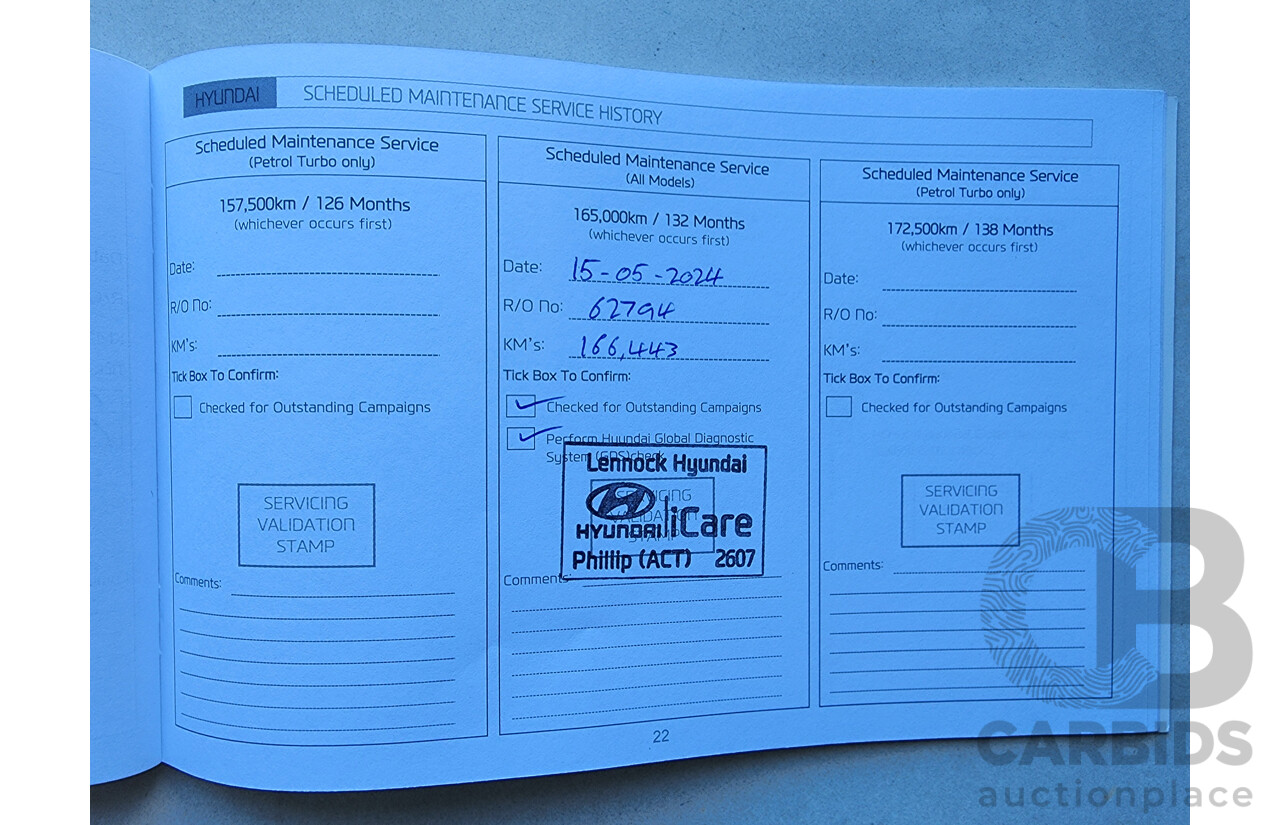 HYUNDAI SCHEDULED MAINTENANCE SERVICE HISTORY
Scheduled Maintenance Service
(Petrol Turbo only)
157,500km / 126 Months
(whichever occurs first)
Date:
R/O No:
KM's:
Tick Box To Confirm:
Checked for Outstanding Campaigns
SERVICING
VALIDATION
STAMP
Comments:
Scheduled Maintenance Service
(All Models)
165,000km / 132 Months
(whichever occurs first)
Date: 15-05-2024
R/O No: 62794
KM's: 166,443
Tick Box To Confirm:
Checked for Outstanding Campaigns
Perform Hyundai Global Diagnostic
System (GDS)check
Lennock Hyundai
SERVICING
VALIDATION
STAMP
HYUNDAI iCare
Phillip (ACT) 2607
Comments:
Scheduled Maintenance Service
(Petrol Turbo only)
172,500km / 138 Months
(whichever occurs first)
Date:
R/O No:
KM's:
Tick Box To Confirm:
Checked for Outstanding Campaigns
SERVICING
VALIDATION
STAMP
Comments:
22
CB
CARBIDS
auctionplace